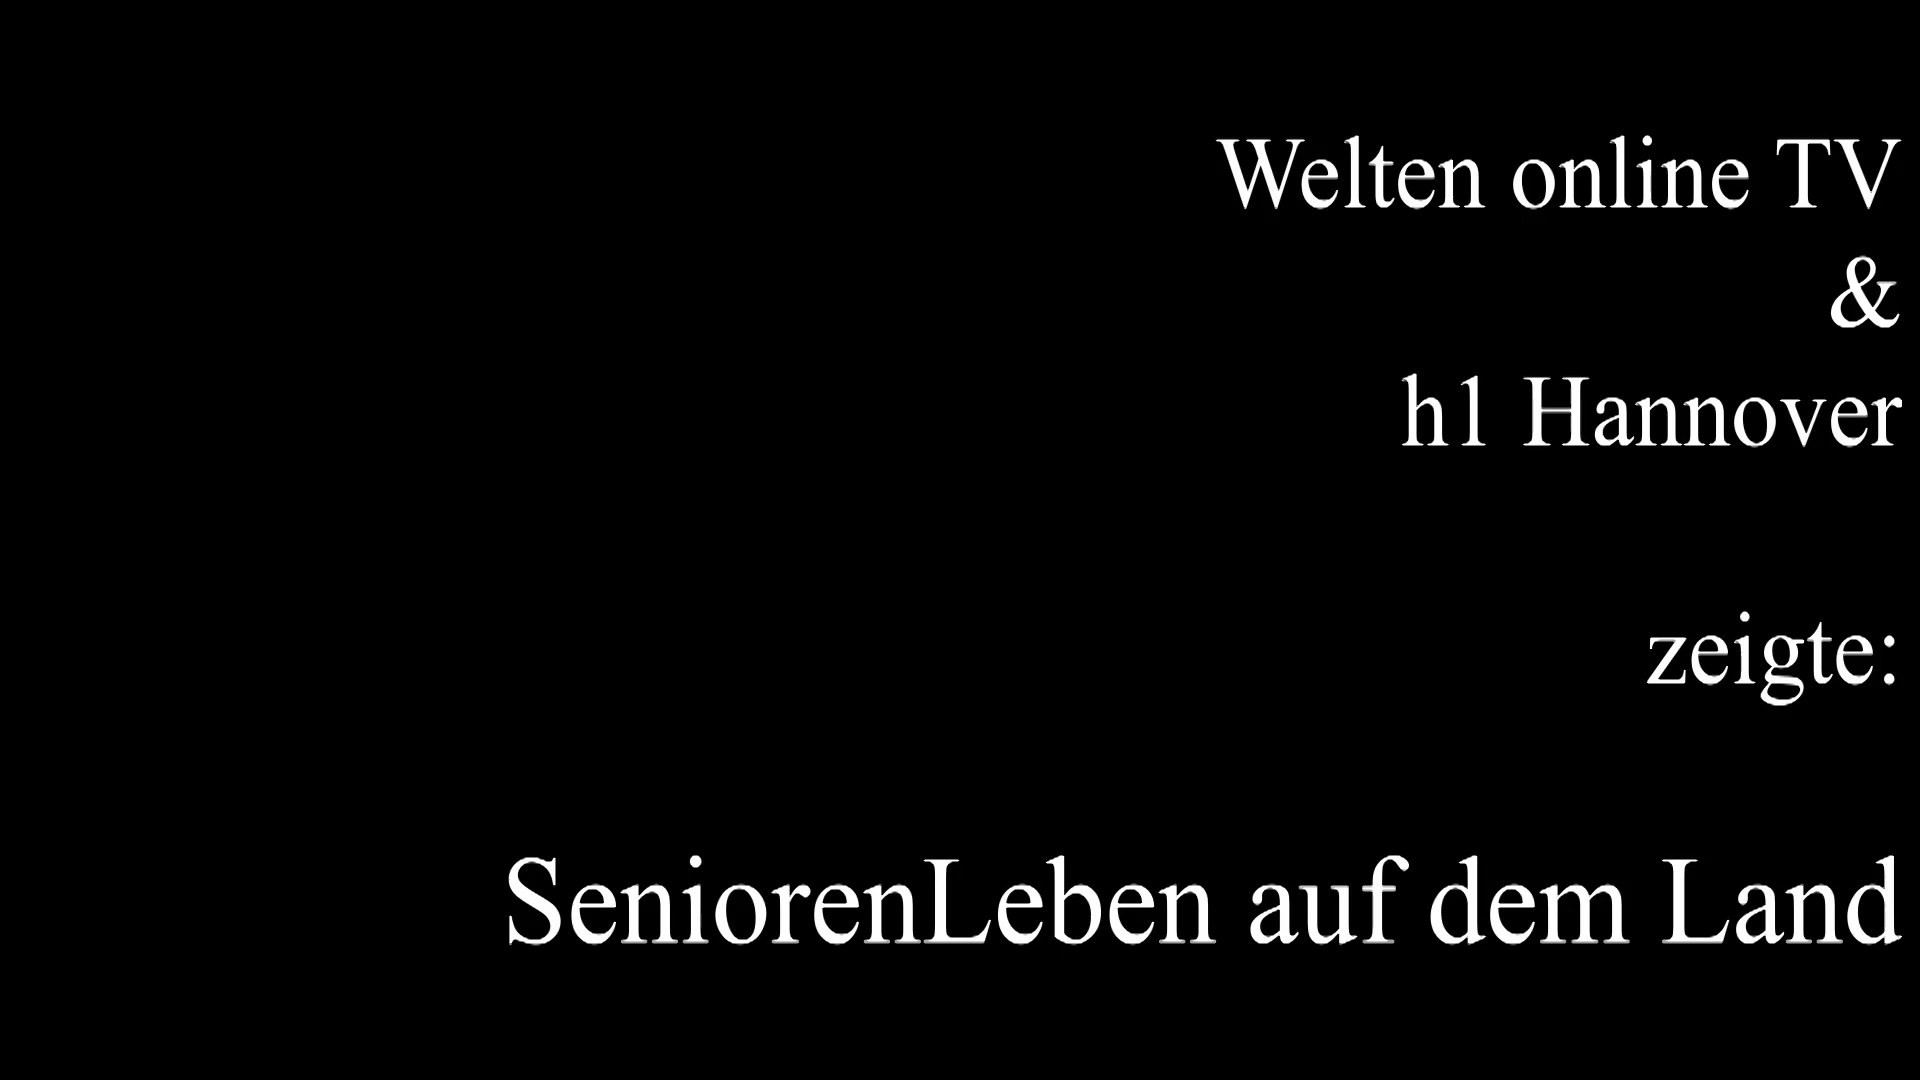 Welten online TV
&
h1 Hannover
zeigte:
SeniorenLeben auf dem Land